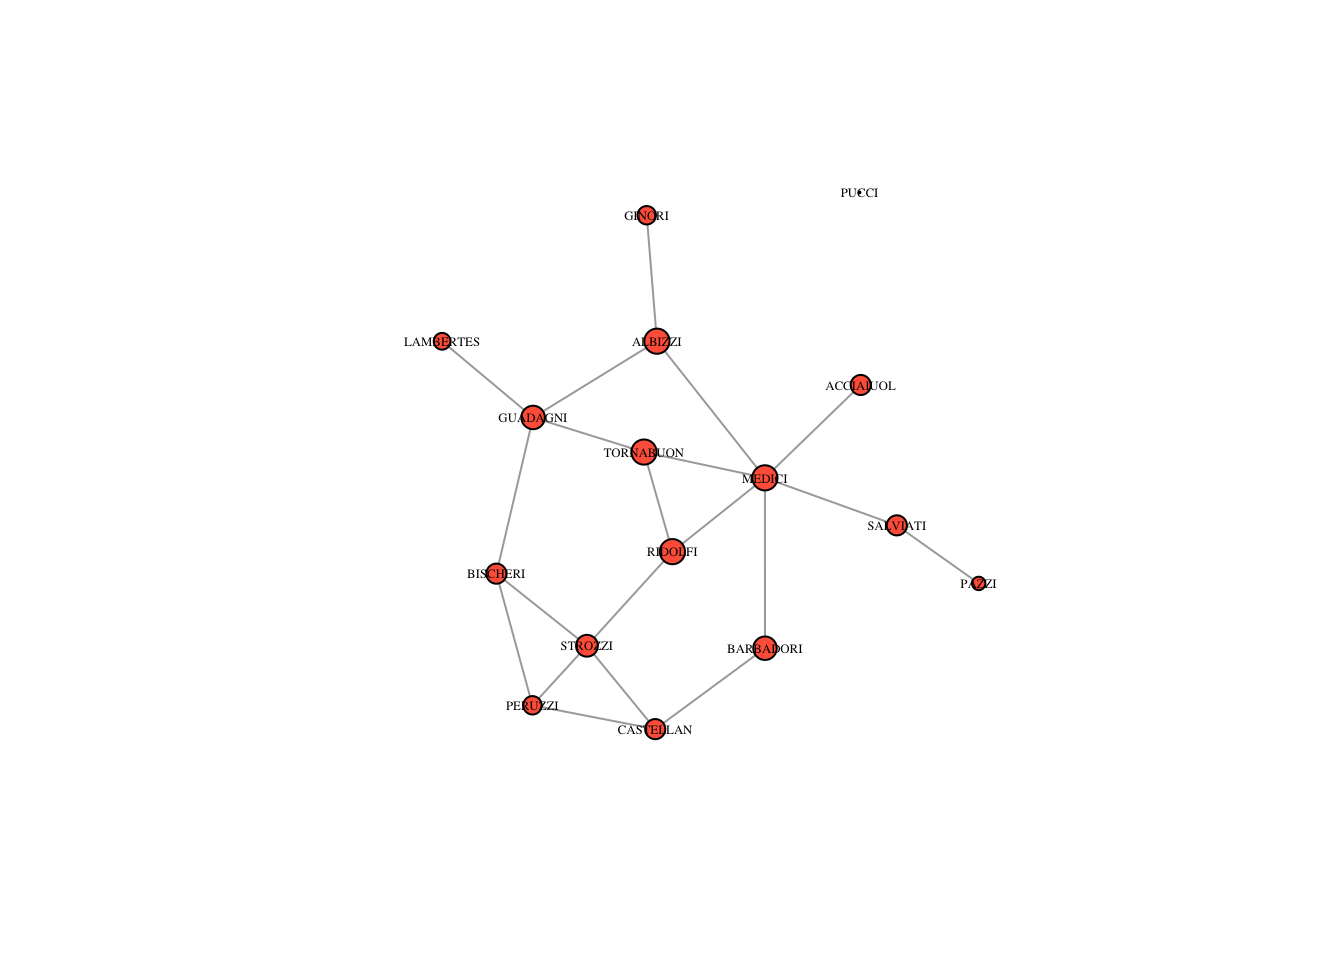 PUCCI
GINORI
LAMBERTES
ALBIZZI
ACCIAIUOL
GUADAGNI
TORNABUON
MEDICI
SALVIATI
RIDOLFI
BISCHERI
PAZZI
STROZZI
BARBADORI
PERUZZI
CASTELLAN